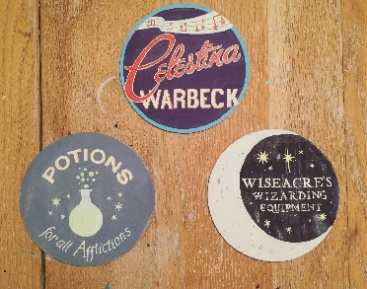 Celestina
WARBECK
POTIONS
for all Afflictions
WISEACRE'S
WIZARDING
EQUIPMENT